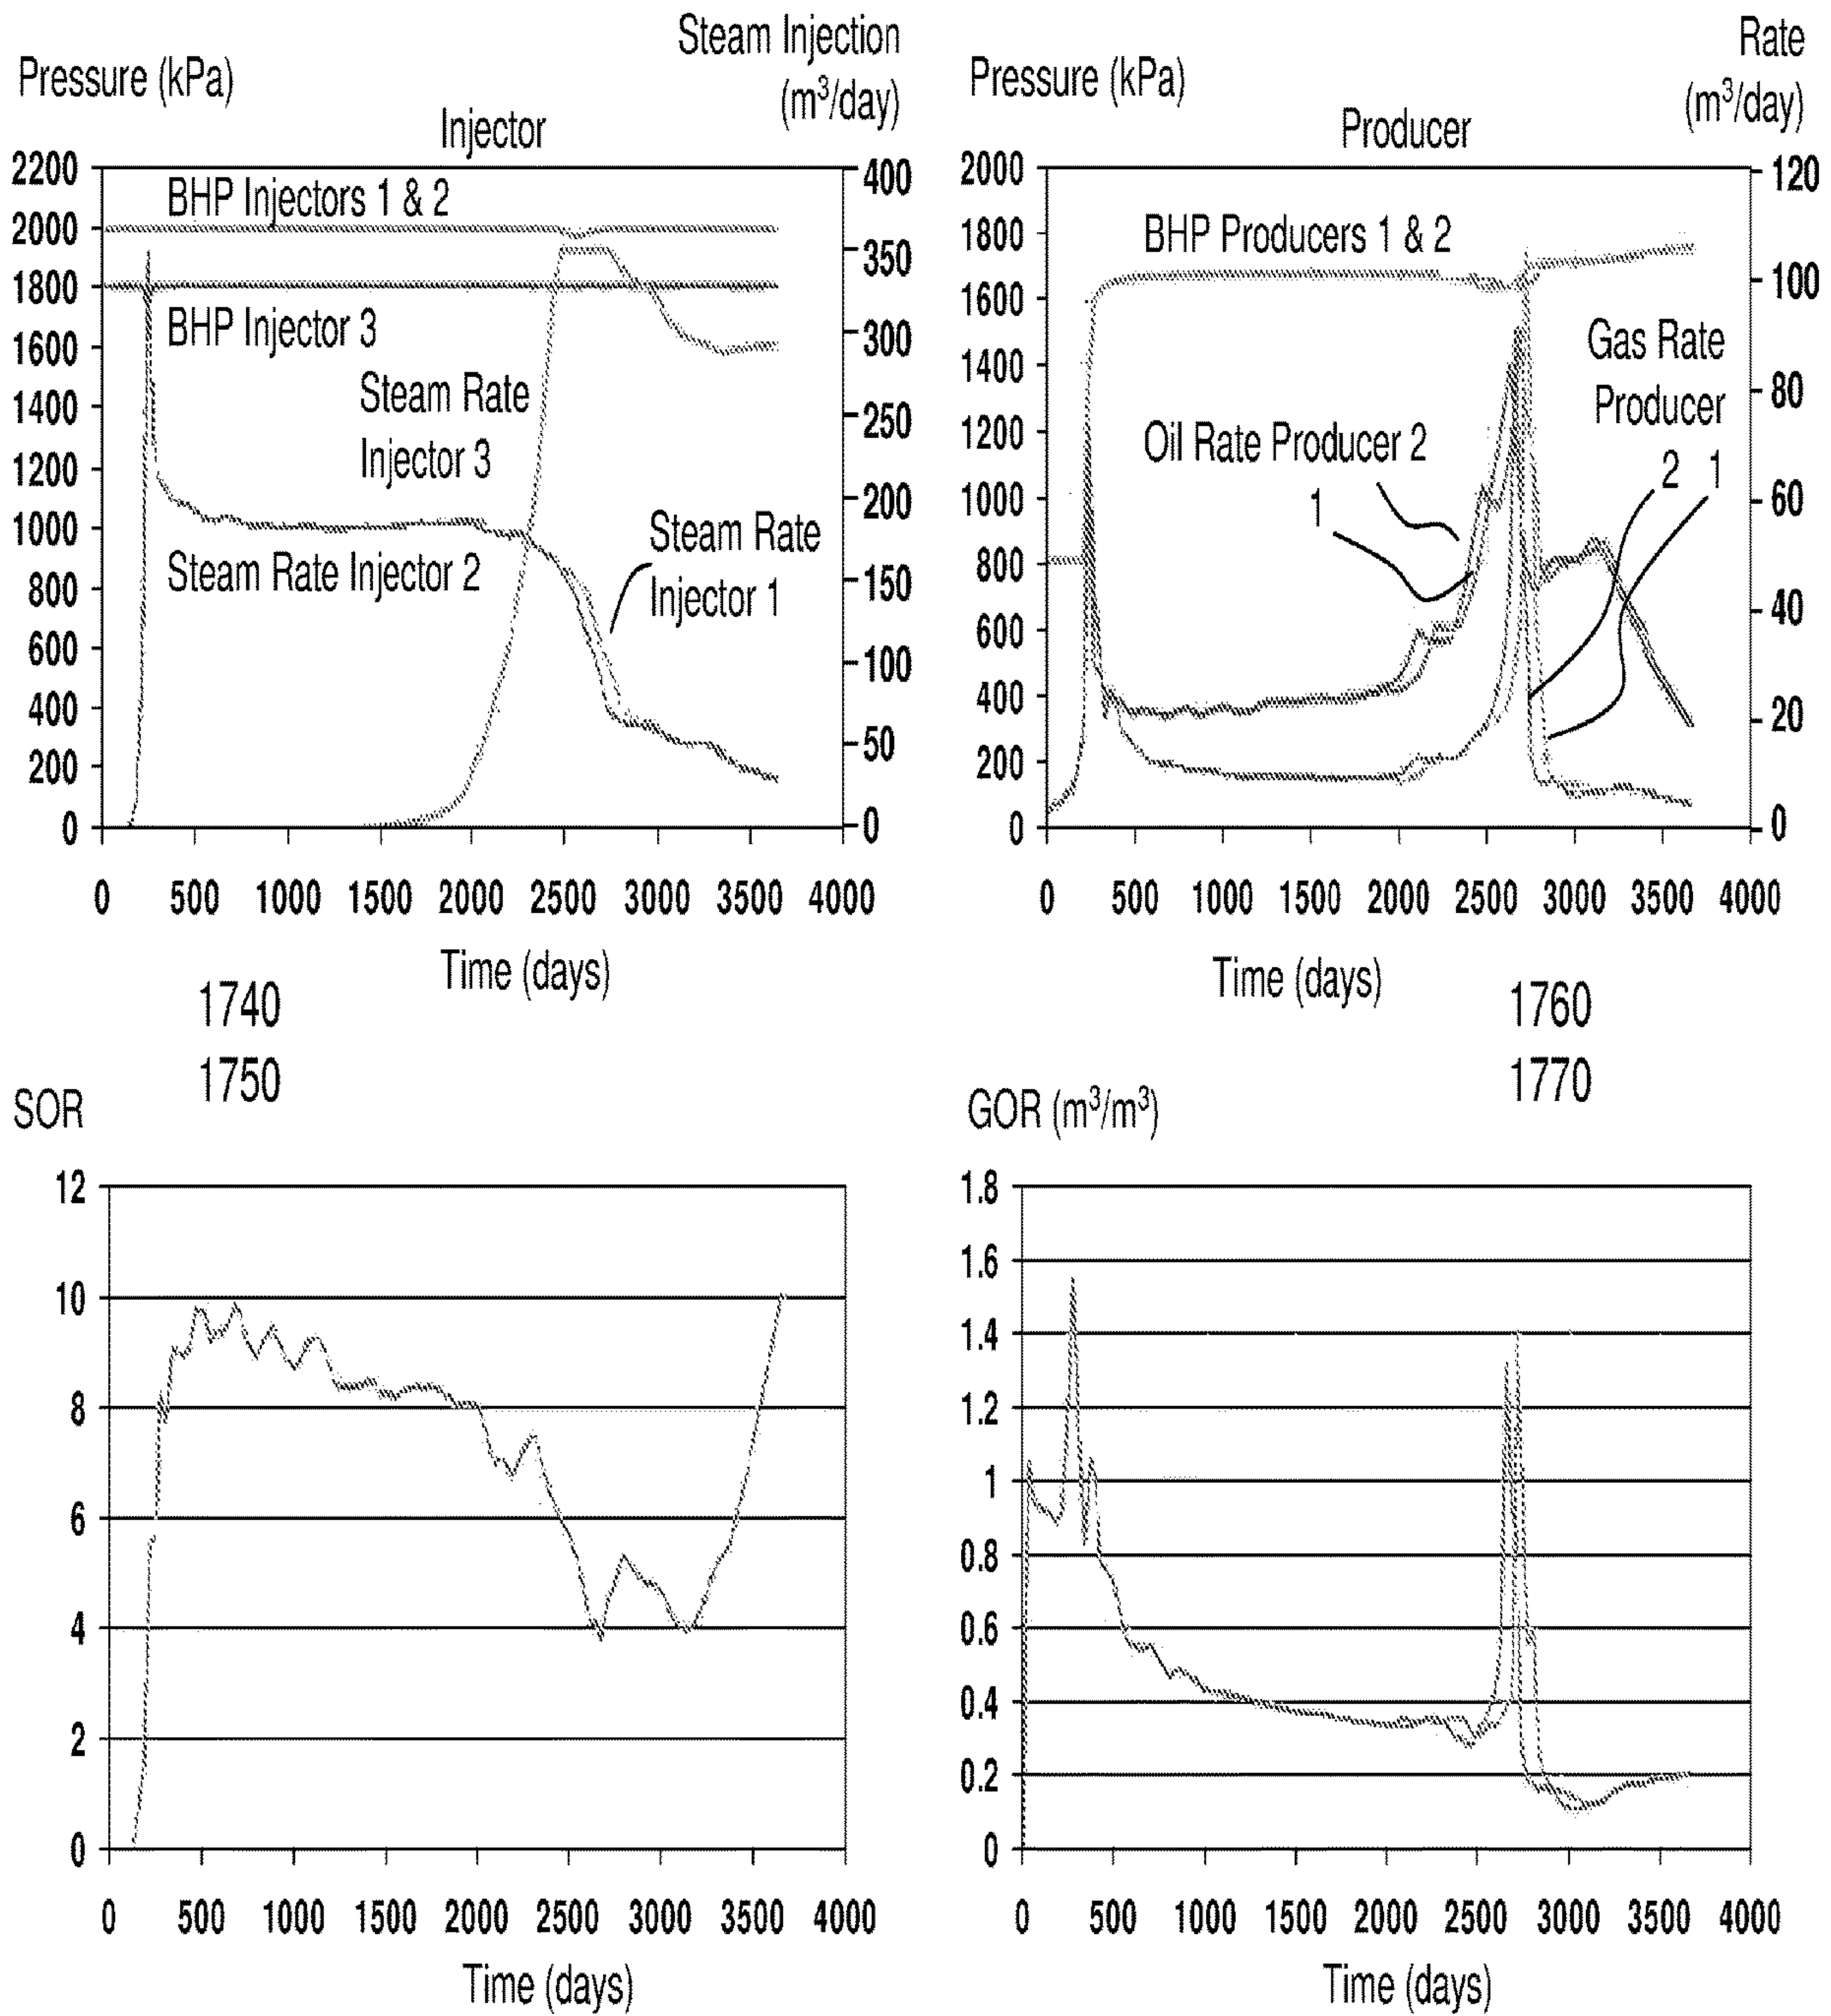 Steam Injection
Pressure (kPa)
(m³/day)
Injector
2200
2000
1800
1600
1400
1200
1000
800
600
400
200
0
400
350
300
250
200
150
100
50
0
BHP Injectors 1 & 2
BHP Injector 3
Steam Rate
Injector 3
Steam Rate
Injector 1
Steam Rate Injector 2
0 500 1000 1500 2000 2500 3000 3500 4000
Time (days)
1740
Rate
Pressure (kPa)
(m³/day)
Producer
2000
1800
1600
1400
1200
1000
800
600
400
200
0
120
100
80
60
40
20
0
BHP Producers 1 & 2
Gas Rate
Producer
2 1
Oil Rate Producer 2
1
0 500 1000 1500 2000 2500 3000 3500 4000
Time (days)
1760
1750
SOR
12
10
8
6
4
2
0
0 500 1000 1500 2000 2500 3000 3500 4000
Time (days)
1770
GOR (m³/m³)
1.8
1.6
1.4
1.2
1
0.8
0.6
0.4
0.2
0
0 500 1000 1500 2000 2500 3000 3500 4000
Time (days)